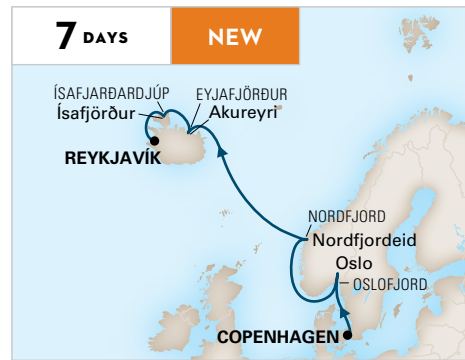 7 DAYS
NEW
ÍSAFJARÐARDJÚP
Ísafjörður
EYJAFJÖRÐUR
Akureyri
REYKJAVÍK
NORDFJORD
Nordfjordeid
Oslo
OSLOFJORD
COPENHAGEN